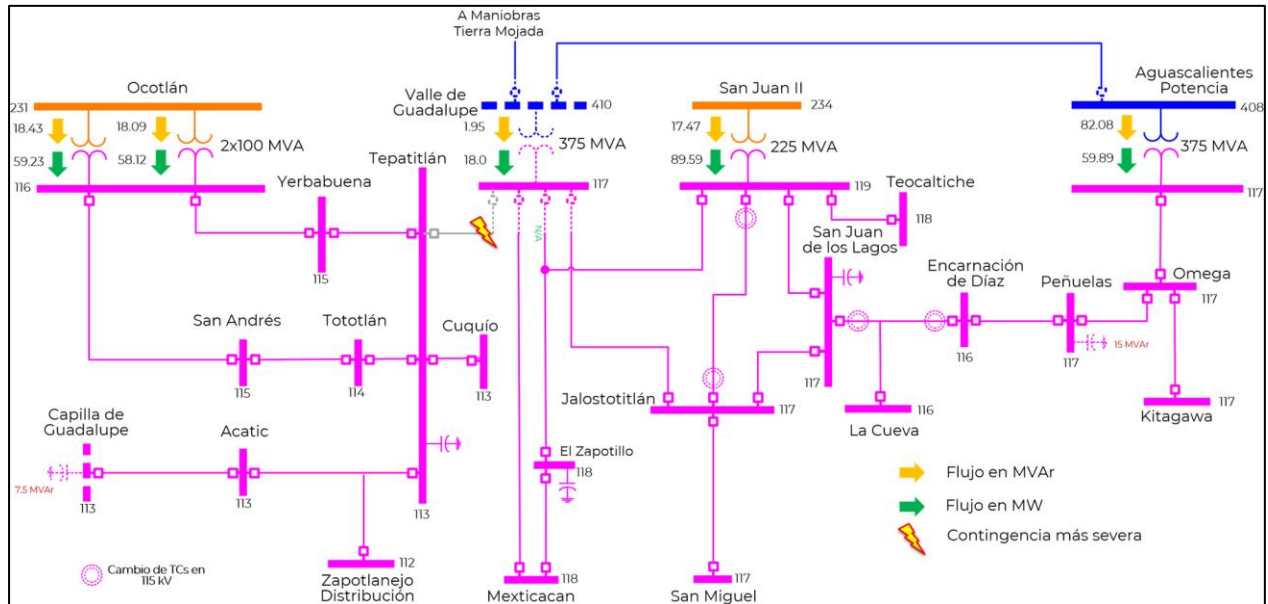 A Maniobras
Tierra Mojada
Ocotlán
231
18.43
18.09
59.23
58.12
2x100 MVA
116
Yerbabuena
115
Tepatitlán
Valle de
Guadalupe
410
1.95
18.0
375 MVA
117
N/A
San Juan II
234
17.47
89.59
225 MVA
119
Teocaltiche
118
Aguascalientes
Potencia
408
82.08
59.89
375 MVA
117
San Juan
de los Lagos
117
Encarnación
de Díaz
116
Peñuelas
117
15 MVAr
Omega
117
Kitagawa
117
San Andrés
115
Tototlán
114
Cuquío
113
Jalostotitlán
117
La Cueva
116
Capilla de
Guadalupe
7.5 MVAr
113
Acatic
113
113
El Zapotillo
118
Zapotlanejo
Distribución
112
Mexticacan
118
San Miguel
117
Flujo en MVAr
Flujo en MW
Contingencia más severa
Cambio de TCs en
115 kV